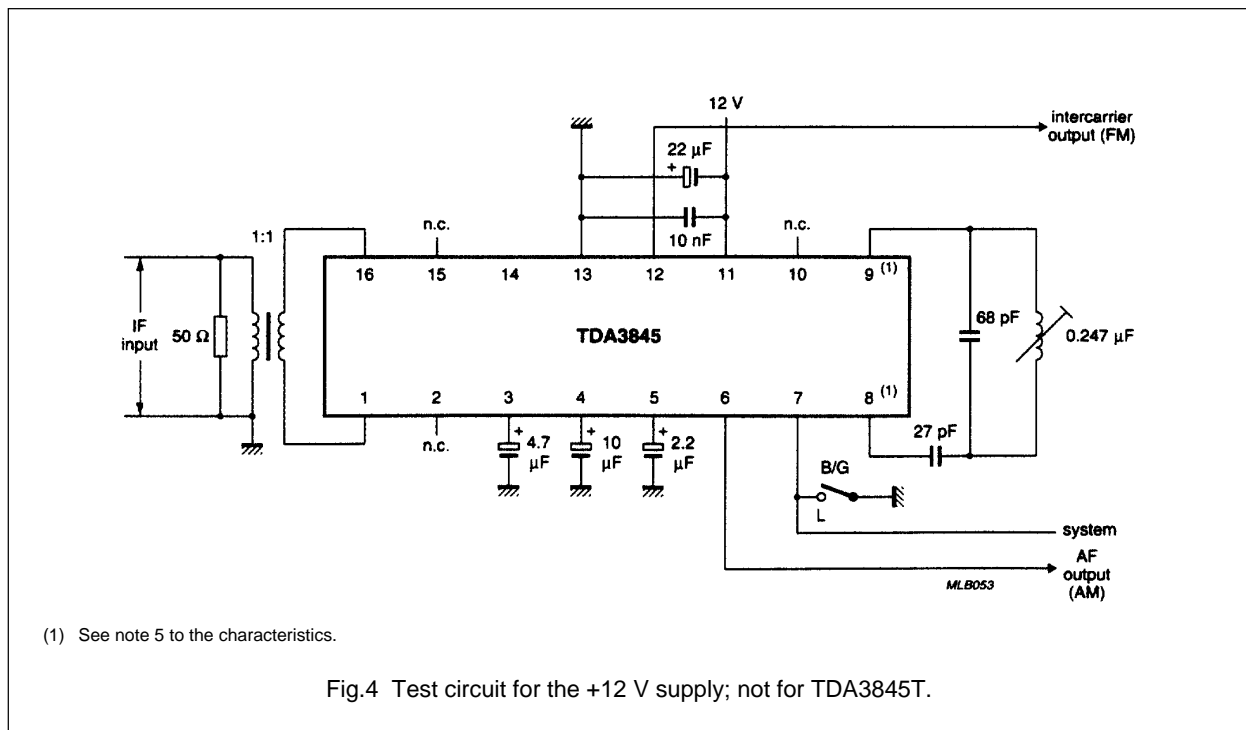 12 V
intercarrier
output (FM)
22 µF
+
10 nF
n.c.
n.c.
1:1
16 15 14 13 12 11 10 9 (1)
IF
input
50 Ω
TDA3845
68 pF
0.247 µF
1 2 3 4 5 6 7 8 (1)
n.c.
+ 4.7 µF
+ 10 µF
+ 2.2 µF
27 pF
B/G
L
system
AF
output
(AM)
MLB053
(1) See note 5 to the characteristics.
Fig.4 Test circuit for the +12 V supply; not for TDA3845T.